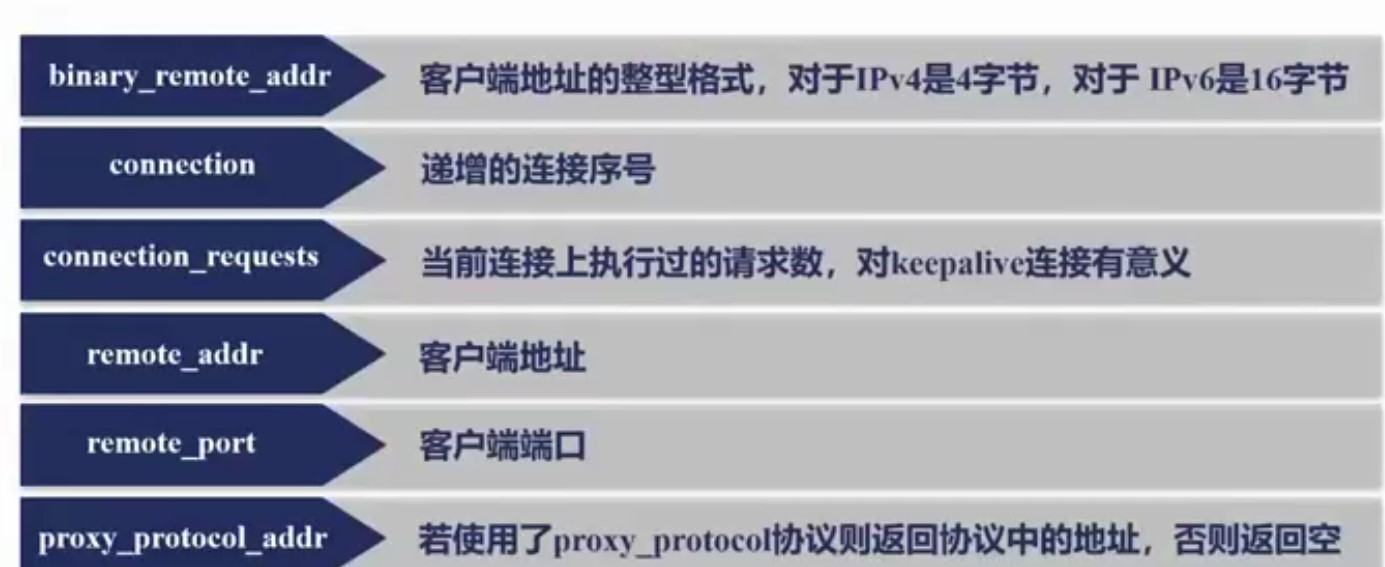 binary_remote_addr 客户端地址的整型格式，对于IPv4是4字节，对于 IPv6是16字节
connection 递增的连接序号
connection_requests 当前连接上执行过的请求数，对keepalive连接有意义
remote_addr 客户端地址
remote_port 客户端端口
proxy_protocol_addr 若使用了proxy_protocol协议则返回协议中的地址，否则返回空